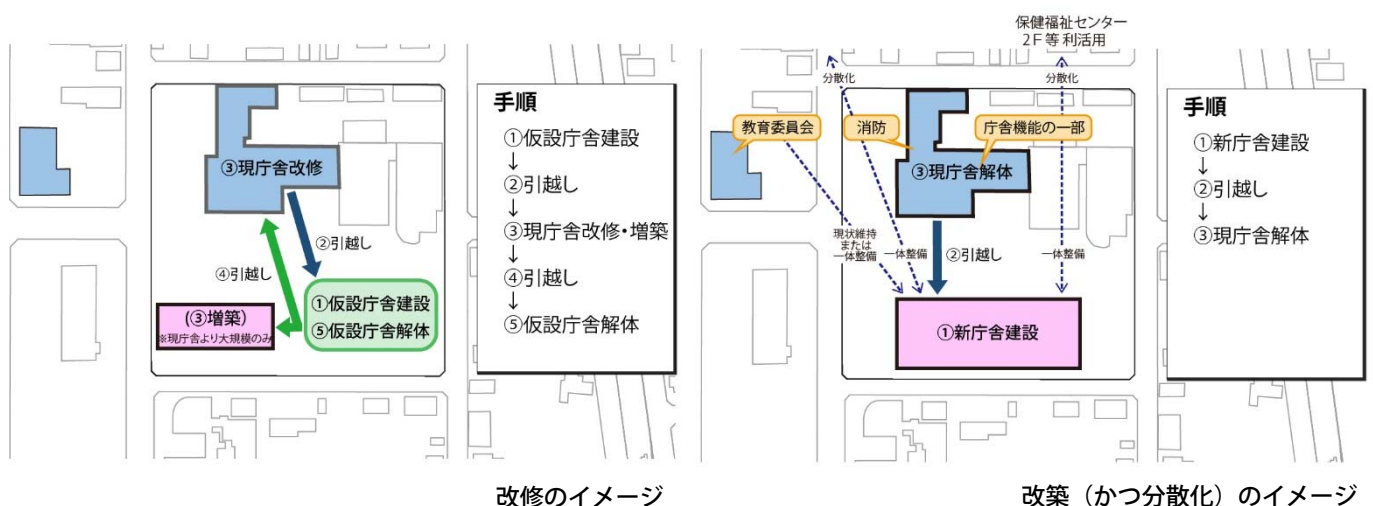 ③現庁舎改修
②引越し
④引越し
①仮設庁舎建設
⑤仮設庁舎解体
(③増築)
※現庁舎より大規模のみ
手順
①仮設庁舎建設
↓
②引越し
↓
③現庁舎改修・増築
↓
④引越し
↓
⑤仮設庁舎解体
改修のイメージ
保健福祉センター
2F等 利活用
分散化
分散化
教育委員会
消防
庁舎機能の一部
③現庁舎解体
現状維持
または
一体整備
一体整備
②引越し
一体整備
①新庁舎建設
手順
①新庁舎建設
↓
②引越し
↓
③現庁舎解体
改築（かつ分散化）のイメージ